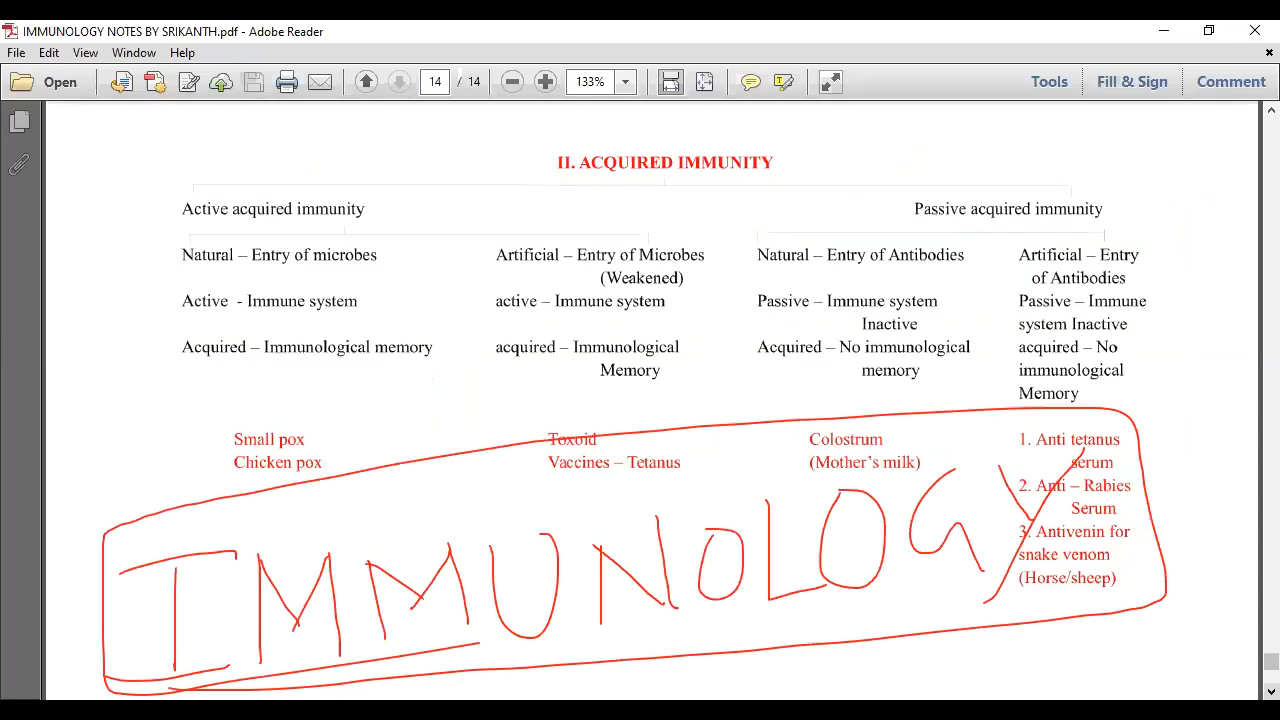 IMMUNOLOGY NOTES BY SRIKANTH.pdf - Adobe Reader
File Edit View Window Help
Open 14 / 14 133% Tools Fill & Sign Comment
II. ACQUIRED IMMUNITY
Active acquired immunity
Passive acquired immunity
Natural – Entry of microbes
Active - Immune system
Acquired – Immunological memory
Small pox
Chicken pox
Artificial – Entry of Microbes
(Weakened)
active – Immune system
acquired – Immunological
Memory
Toxoid
Vaccines – Tetanus
Natural – Entry of Antibodies
Passive – Immune system
Inactive
Acquired – No immunological
memory
Colostrum
(Mother's milk)
Artificial – Entry
of Antibodies
Passive – Immune
system Inactive
acquired – No
immunological
Memory
1. Anti tetanus
serum
2. Anti – Rabies
Serum
3. Antivenin for
snake venom
(Horse/sheep)
IMMUNOLOGY